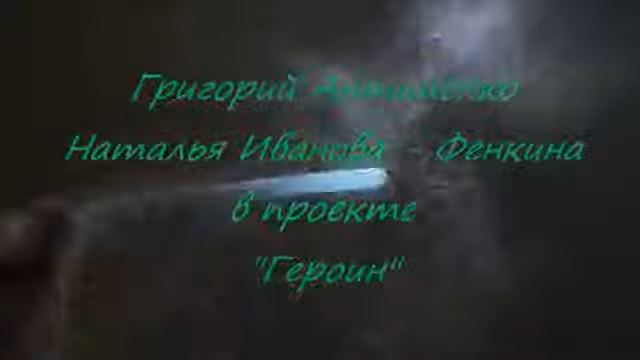 Григорий
Наталья Иванова - Фенкина
в проекте
"Героин"